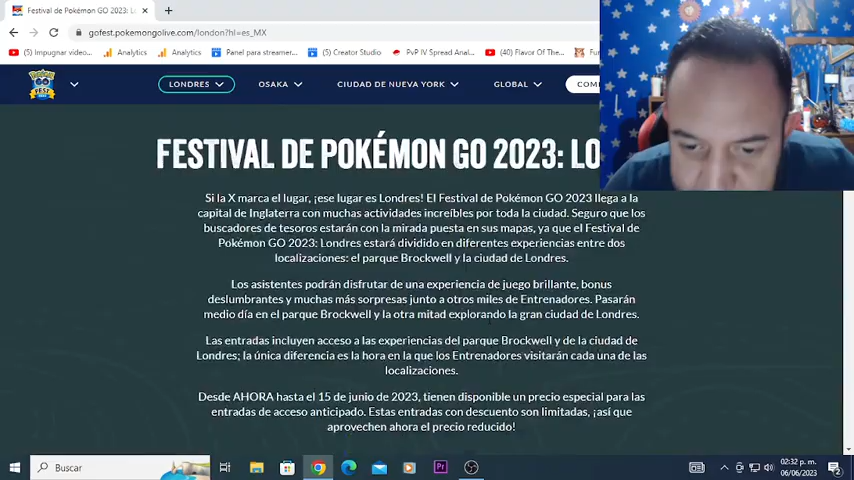 Festival de Pokémon GO 2023: L
gofest.pokemongolive.com/london?hl=es_MX
(5) Impugnar videos...
Analytics
Analytics
Panel para streamer...
(5) Creator Studio
PvP IV Spread Anal...
(40) Flavor Of The...
LONDRES
OSAKA
CIUDAD DE NUEVA YORK
GLOBAL
FESTIVAL DE POKÉMON GO 2023: LO
Si la X marca el lugar, ¡ese lugar es Londres! El Festival de Pokémon GO 2023 llega a la
capital de Inglaterra con muchas actividades increíbles por toda la ciudad. Seguro que los
buscadores de tesoros estarán con la mirada puesta en sus mapas, ya que el Festival de
Pokémon GO 2023: Londres estará dividido en diferentes experiencias entre dos
localizaciones: el parque Brockwell y la ciudad de Londres.
Los asistentes podrán disfrutar de una experiencia de juego brillante, bonus
deslumbrantes y muchas más sorpresas junto a otros miles de Entrenadores. Pasarán
medio día en el parque Brockwell y la otra mitad explorando la gran ciudad de Londres.
Las entradas incluyen acceso a las experiencias del parque Brockwell y de la ciudad de
Londres; la única diferencia es la hora en la que los Entrenadores visitarán cada una de las
localizaciones.
Desde AHORA hasta el 15 de junio de 2023, tienen disponible un precio especial para las
entradas de acceso anticipado. Estas entradas con descuento son limitadas, ¡así que
aprovechen ahora el precio reducido!
Buscar
02:32 p. m.
06/06/2023
2